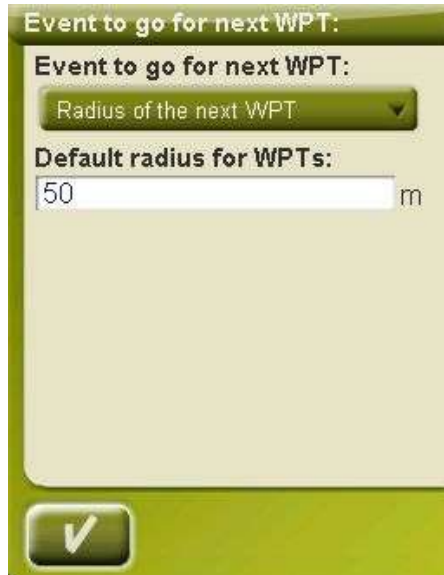 Event to go for next WPT:
Event to go for next WPT:
Radius of the next WPT
Default radius for WPTs:
50 m